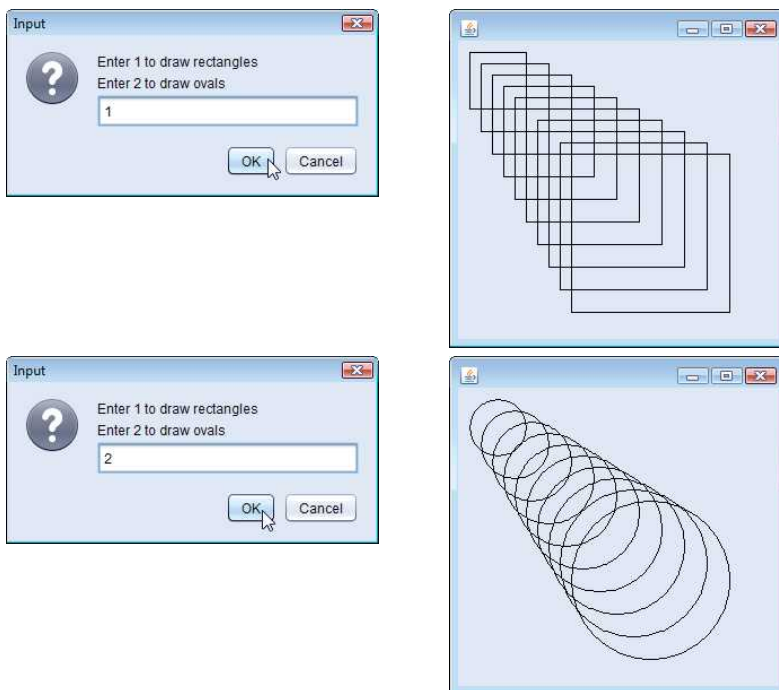 Input
Enter 1 to draw rectangles
Enter 2 to draw ovals
1
OK
Cancel
Input
Enter 1 to draw rectangles
Enter 2 to draw ovals
2
OK
Cancel